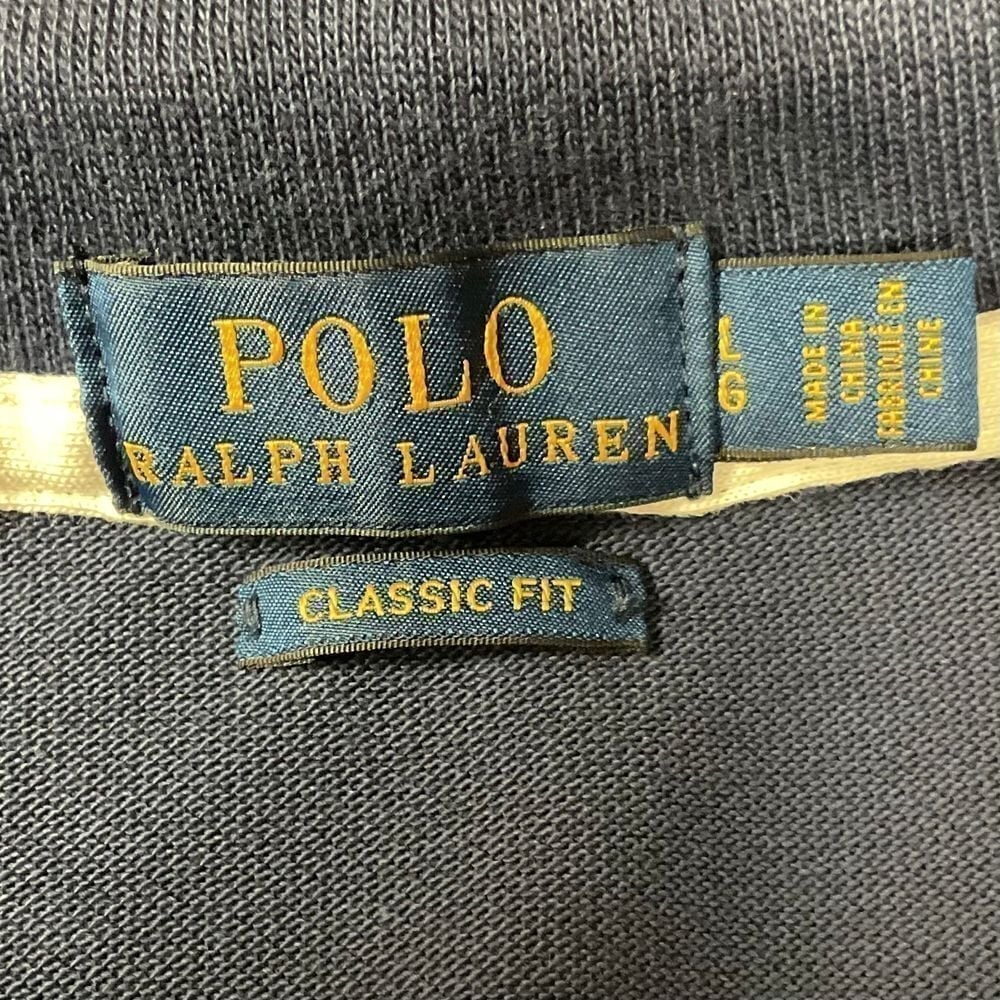 POLO
RALPH LAUREN
L
G
MADE IN
CHINA
FABRIQUÉ EN
CHINE
CLASSIC FIT